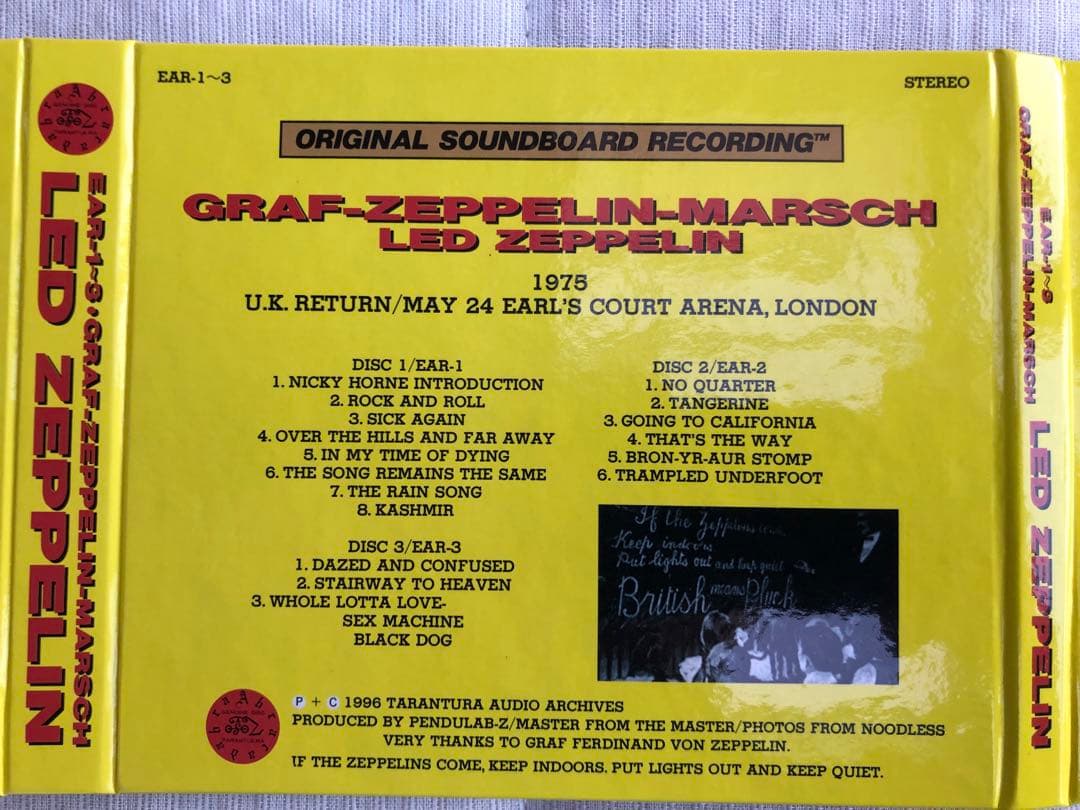 EAR-1~3
STEREO
ORIGINAL SOUNDBOARD RECORDING™
GRAF-ZEPPELIN-MARSCH
LED ZEPPELIN
1975
U.K. RETURN/MAY 24 EARL'S COURT ARENA, LONDON
DISC 1/EAR-1
1. NICKY HORNE INTRODUCTION
2. ROCK AND ROLL
3. SICK AGAIN
4. OVER THE HILLS AND FAR AWAY
5. IN MY TIME OF DYING
6. THE SONG REMAINS THE SAME
7. THE RAIN SONG
8. KASHMIR
DISC 2/EAR-2
1. NO QUARTER
2. TANGERINE
3. GOING TO CALIFORNIA
4. THAT'S THE WAY
5. BRON-YR-AUR STOMP
6. TRAMPLED UNDERFOOT
DISC 3/EAR-3
1. DAZED AND CONFUSED
2. STAIRWAY TO HEAVEN
3. WHOLE LOTTA LOVE-
SEX MACHINE
BLACK DOG
If the Zeppelins
Keep indoors
Put lights out and keep quiet
British means Pluck
P + C 1996 TARANTURA AUDIO ARCHIVES
PRODUCED BY PENDULAB-Z/MASTER FROM THE MASTER/PHOTOS FROM NOODLESS
VERY THANKS TO GRAF FERDINAND VON ZEPPELIN.
IF THE ZEPPELINS COME, KEEP INDOORS. PUT LIGHTS OUT AND KEEP QUIET.
EAR-1~3·GRAF-ZEPPELIN-MARSCH
LED ZEPPELIN
EAR-1~3
GRAF-ZEPPELIN-MARSCH
LED ZEPPELIN